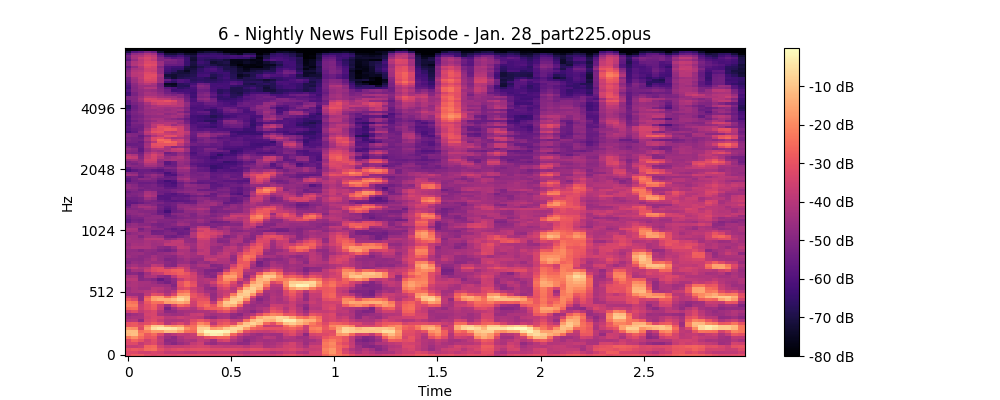 6 - Nightly News Full Episode - Jan. 28_part225.opus
4096
2048
1024
512
0
Hz
0
0.5
1
1.5
2
2.5
Time
-10 dB
-20 dB
-30 dB
-40 dB
-50 dB
-60 dB
-70 dB
-80 dB